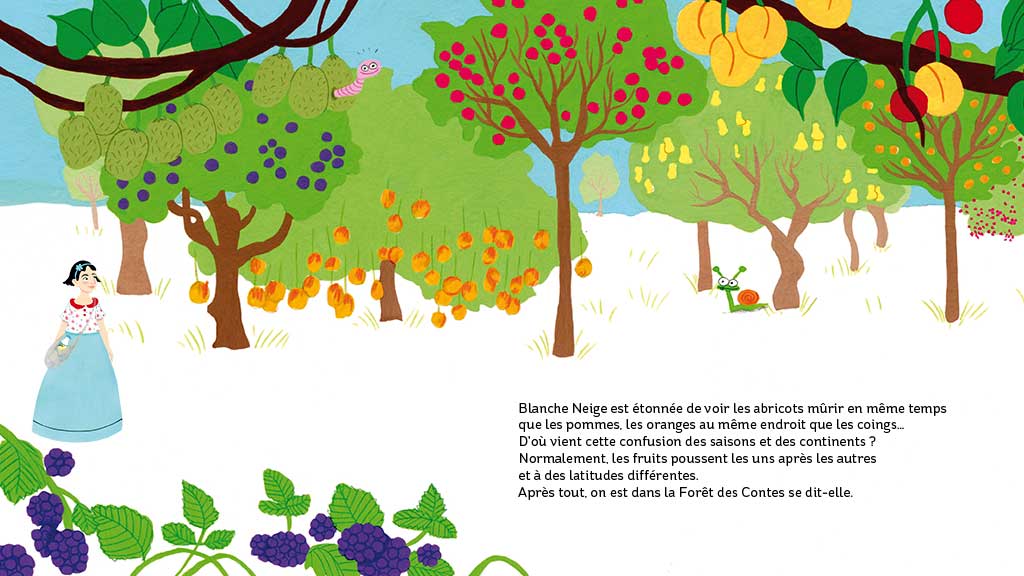 Blanche Neige est étonnée de voir les abricots mûrir en même temps
que les pommes, les oranges au même endroit que les coings...
D'où vient cette confusion des saisons et des continents ?
Normalement, les fruits poussent les uns après les autres
et à des latitudes différentes.
Après tout, on est dans la Forêt des Contes se dit-elle.